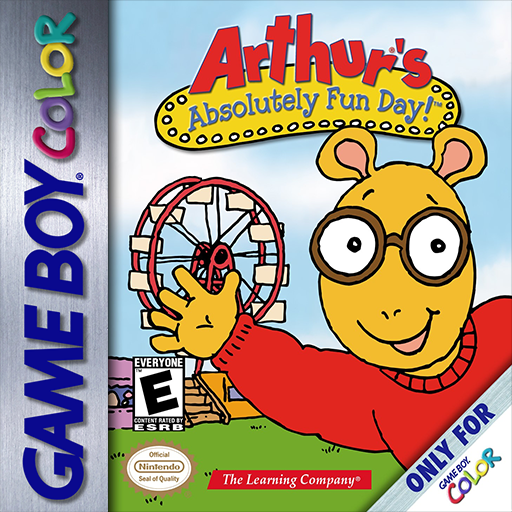 GAME BOY® COLOR
Arthur's
Absolutely Fun Day!™
EVERYONE
E
CONTENT RATED BY
ESRB
Official
Nintendo
Seal of Quality
The Learning Company®
ONLY FOR
GAME BOY
COLOR